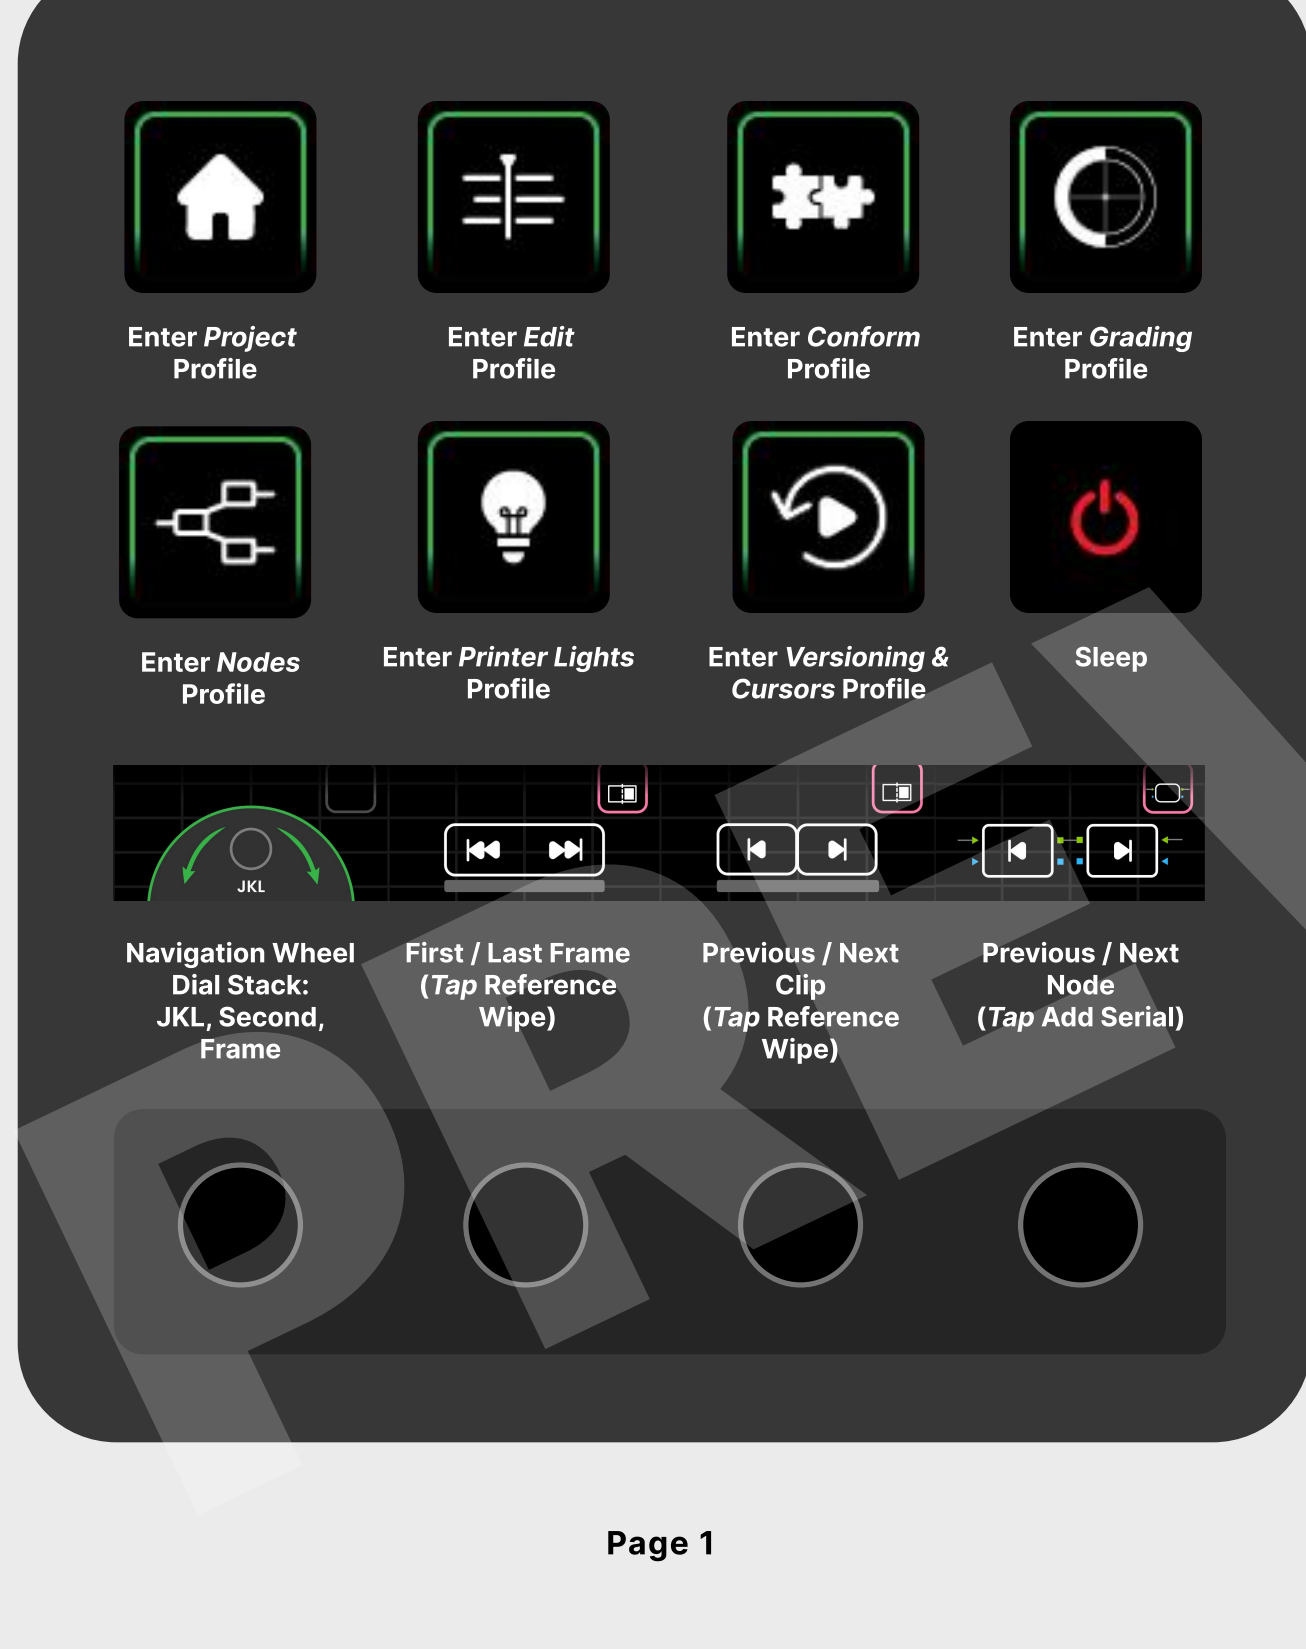 Enter Project
Profile
Enter Edit
Profile
Enter Conform
Profile
Enter Grading
Profile
Enter Nodes
Profile
Enter Printer Lights
Profile
Enter Versioning &
Cursors Profile
Sleep
JKL
Navigation Wheel
Dial Stack:
JKL, Second,
Frame
First / Last Frame
(Tap Reference
Wipe)
Previous / Next
Clip
(Tap Reference
Wipe)
Previous / Next
Node
(Tap Add Serial)
Page 1